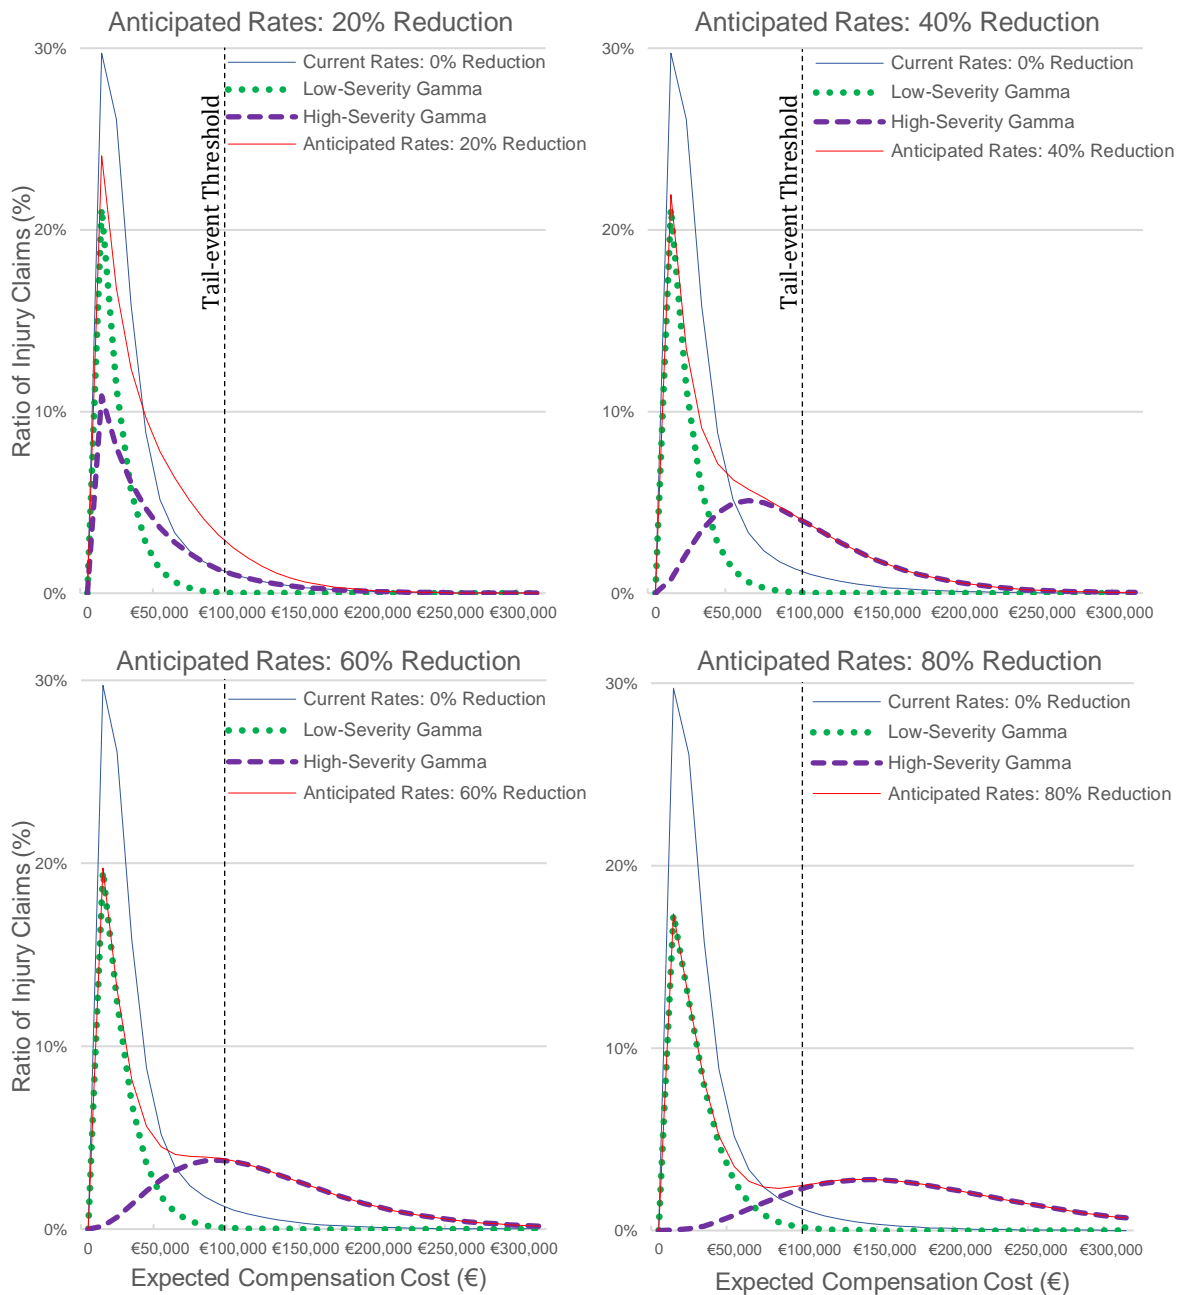 Anticipated Rates: 20% Reduction
30%
20%
10%
0%
Ratio of Injury Claims (%)
Current Rates: 0% Reduction
Low-Severity Gamma
High-Severity Gamma
Anticipated Rates: 20% Reduction
Tail-event Threshold
0 €50,000 €100,000 €150,000 €200,000 €250,000 €300,000
Anticipated Rates: 40% Reduction
30%
20%
10%
0%
Current Rates: 0% Reduction
Low-Severity Gamma
High-Severity Gamma
Anticipated Rates: 40% Reduction
Tail-event Threshold
0 €50,000 €100,000 €150,000 €200,000 €250,000 €300,000
Anticipated Rates: 60% Reduction
30%
20%
10%
0%
Ratio of Injury Claims (%)
Current Rates: 0% Reduction
Low-Severity Gamma
High-Severity Gamma
Anticipated Rates: 60% Reduction
0 €50,000 €100,000 €150,000 €200,000 €250,000 €300,000
Expected Compensation Cost (€)
Anticipated Rates: 80% Reduction
30%
20%
10%
0%
Current Rates: 0% Reduction
Low-Severity Gamma
High-Severity Gamma
Anticipated Rates: 80% Reduction
0 €50,000 €100,000 €150,000 €200,000 €250,000 €300,000
Expected Compensation Cost (€)